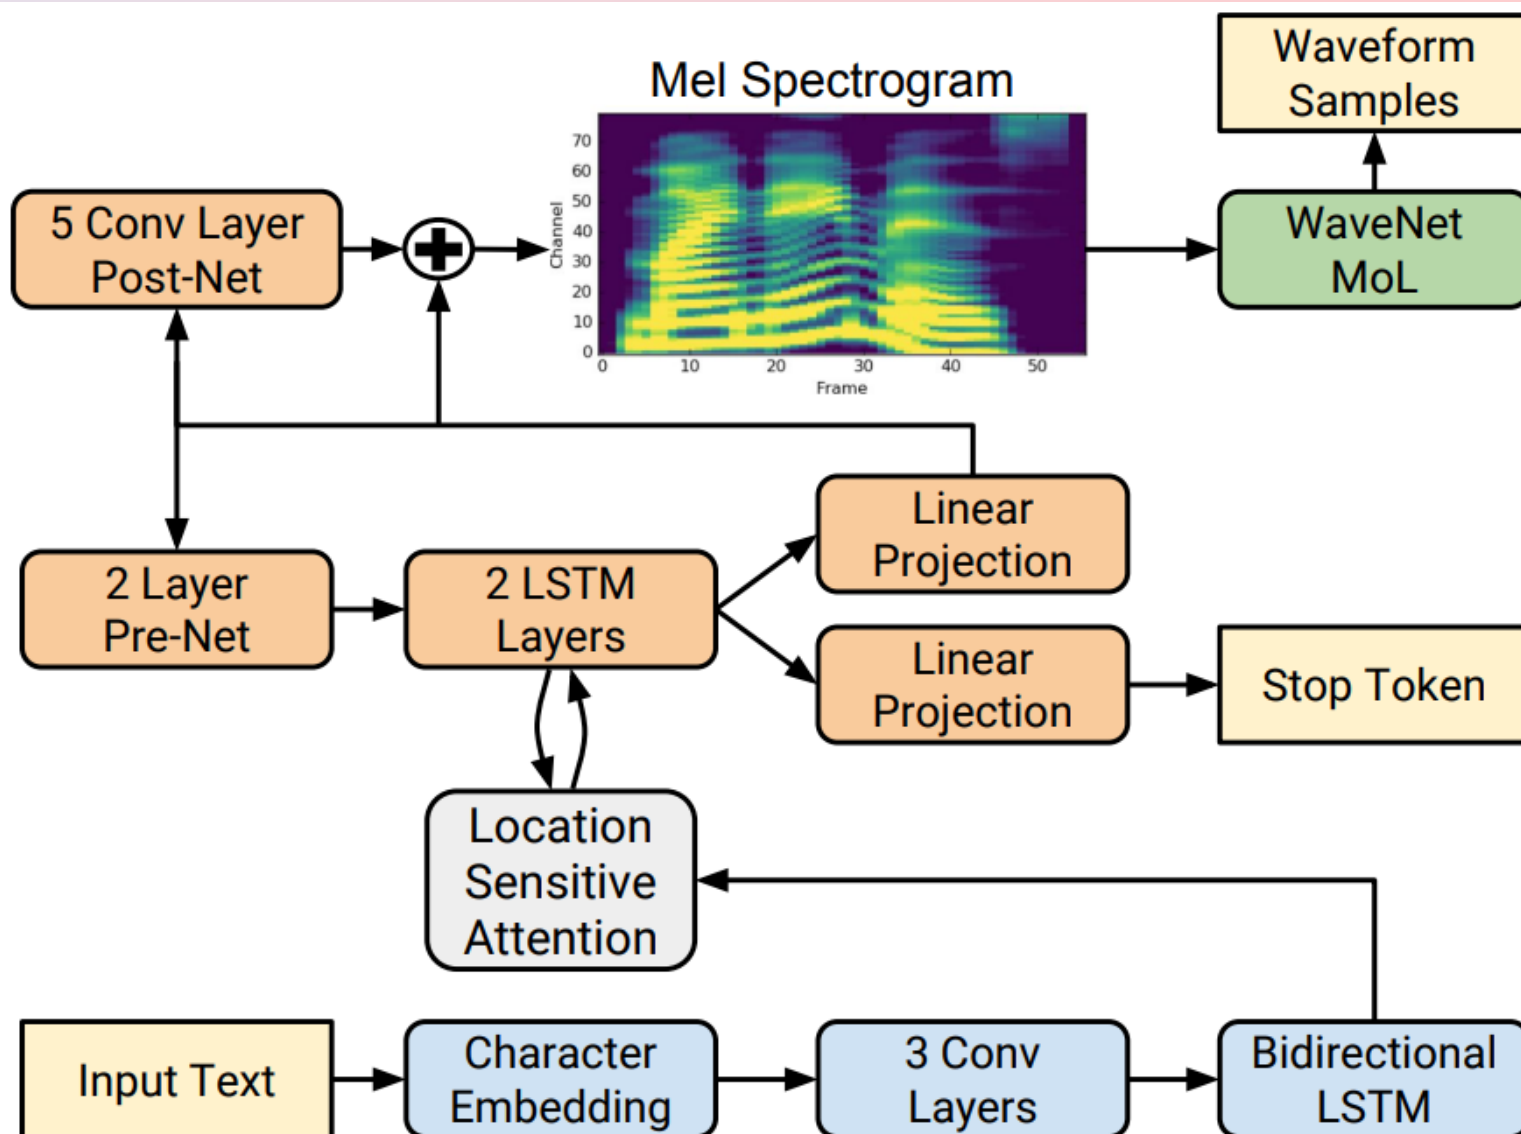 Waveform
Samples
Mel Spectrogram
5 Conv Layer
Post-Net
Channel
70
60
50
40
30
20
10
0
0 10 20 30 40 50
Frame
WaveNet
MoL
Linear
Projection
2 Layer
Pre-Net
2 LSTM
Layers
Linear
Projection
Stop Token
Location
Sensitive
Attention
Input Text
Character
Embedding
3 Conv
Layers
Bidirectional
LSTM